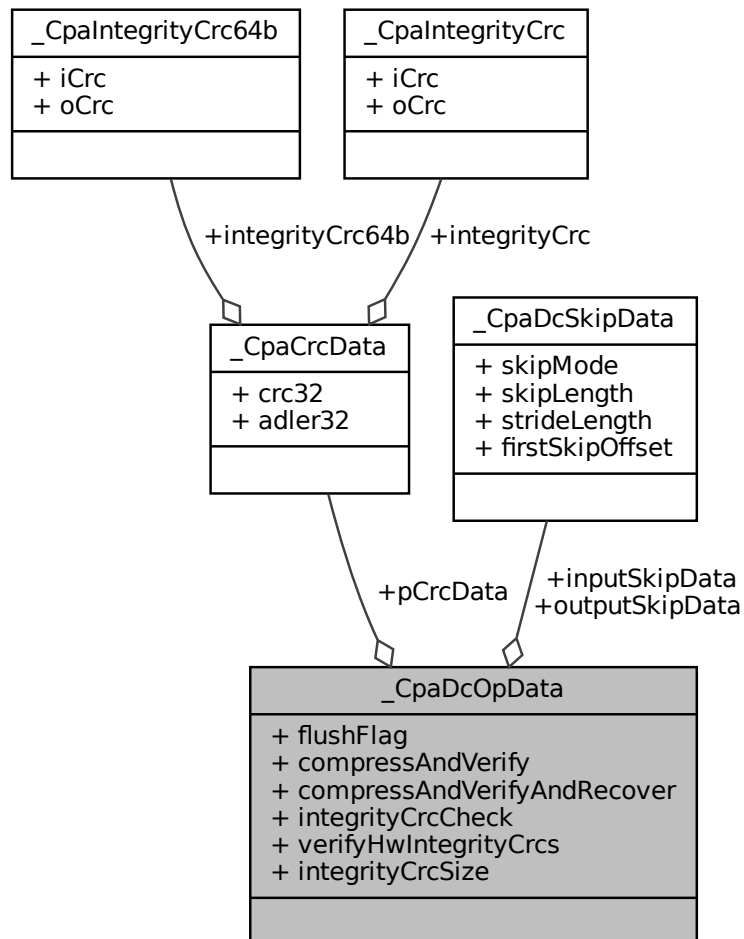 _CpaIntegrityCrc64b
+ iCrc
+ oCrc
_CpaIntegrityCrc
+ iCrc
+ oCrc
+integrityCrc64b
+integrityCrc
_CpaCrcData
+ crc32
+ adler32
_CpaDcSkipData
+ skipMode
+ skipLength
+ strideLength
+ firstSkipOffset
+pCrcData
+inputSkipData
+outputSkipData
_CpaDcOpData
+ flushFlag
+ compressAndVerify
+ compressAndVerifyAndRecover
+ integrityCrcCheck
+ verifyHwIntegrityCrcs
+ integrityCrcSize